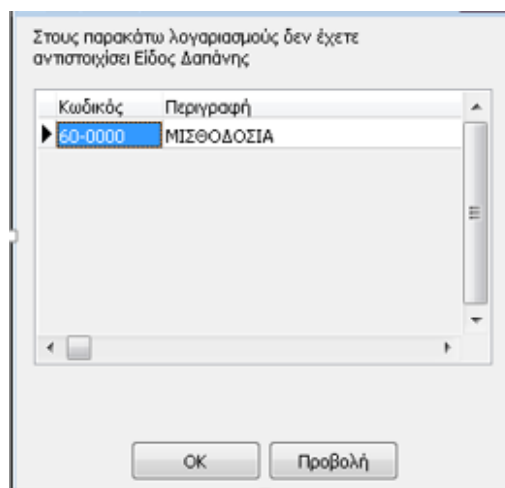 Στους παρακάτω λογαριασμούς δεν έχετε
αντιστοιχίσει Είδος Δαπάνης
Κωδικός Περιγραφή
60-0000 ΜΙΣΘΟΔΟΣΙΑ
OK Προβολή